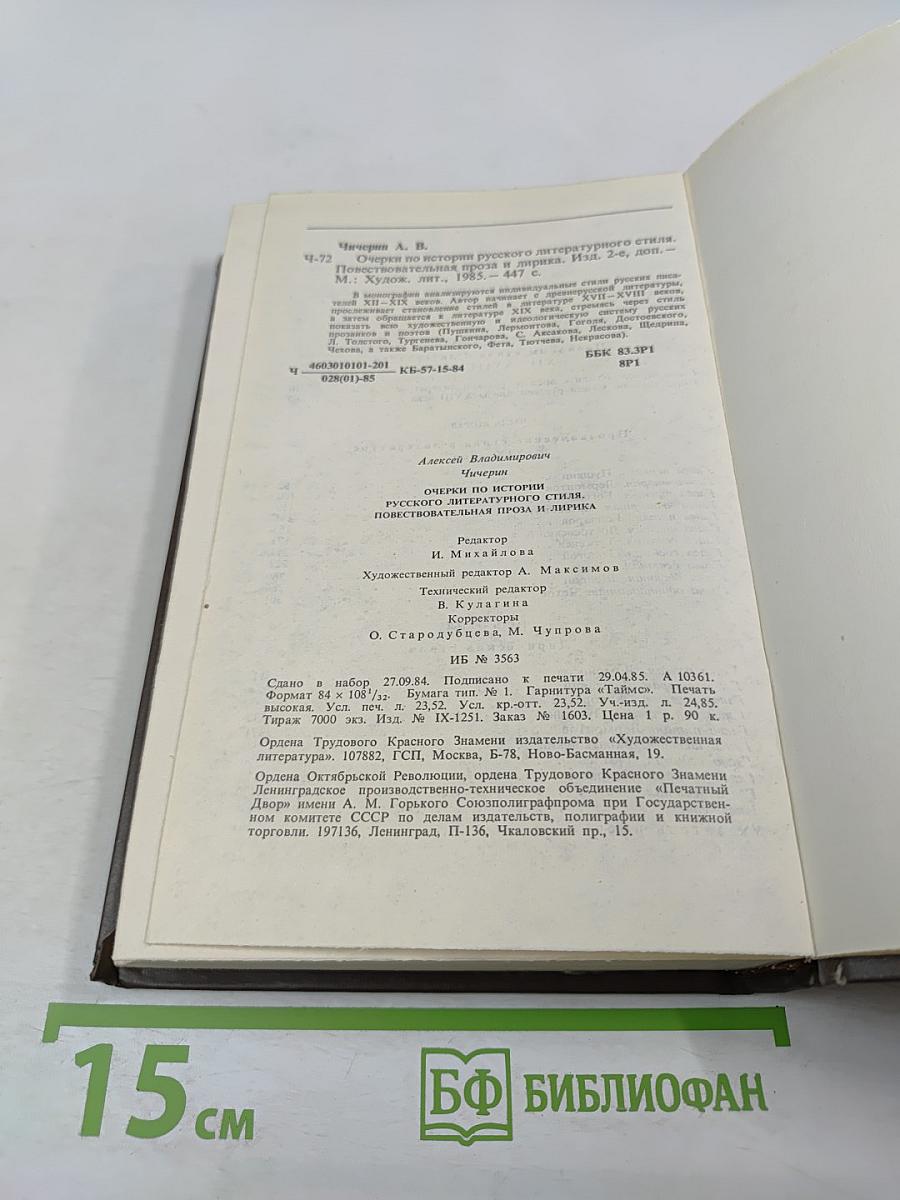 Чичерин А. В.
Ч-72 Очерки по истории русского литературного стиля.
Повествовательная проза и лирика. Изд. 2-е, доп. —
М.: Худож. лит., 1985. — 447 с.
В монографии анализируются индивидуальные стили русских писа-
телей XII—XIX веков. Автор начинает с древнерусской литературы,
прослеживает становление стилей в литературе XVII—XVIII веков,
а затем обращается к литературе XIX века, стремясь через стиль
показать всю художественную и идеологическую систему русских
прозаиков и поэтов (Пушкина, Лермонтова, Гоголя, Достоевского,
Л. Толстого, Тургенева, Гончарова, С. Аксакова, Лескова, Щедрина,
Чехова, а также Баратынского, Фета, Тютчева, Некрасова).
Ч 4603010101-201
028(01)-85 КБ-57-15-84
ББК 83.3Р1
8Р1
Алексей Владимирович
Чичерин
ОЧЕРКИ ПО ИСТОРИИ
РУССКОГО ЛИТЕРАТУРНОГО СТИЛЯ.
ПОВЕСТВОВАТЕЛЬНАЯ ПРОЗА И ЛИРИКА
Редактор
И. Михайлова
Художественный редактор А. Максимов
Технический редактор
В. Кулагина
Корректоры
О. Стародубцева, М. Чупрова
ИБ № 3563
Сдано в набор 27.09.84. Подписано к печати 29.04.85. А 10361.
Формат 84 × 108 1/32. Бумага тип. № 1. Гарнитура «Таймс». Печать
высокая. Усл. печ. л. 23,52. Усл. кр.-отт. 23,52. Уч.-изд. л. 24,85.
Тираж 7000 экз. Изд. № IX-1251. Заказ № 1603. Цена 1 р. 90 к.
Ордена Трудового Красного Знамени издательство «Художественная
литература». 107882, ГСП, Москва, Б-78, Ново-Басманная, 19.
Ордена Октябрьской Революции, ордена Трудового Красного Знамени
Ленинградское производственно-техническое объединение «Печатный
Двор» имени А. М. Горького Союзполиграфпрома при Государствен-
ном комитете СССР по делам издательств, полиграфии и книжной
торговли. 197136, Ленинград, П-136, Чкаловский пр., 15.
15 см
БФ БИБЛИОФАН